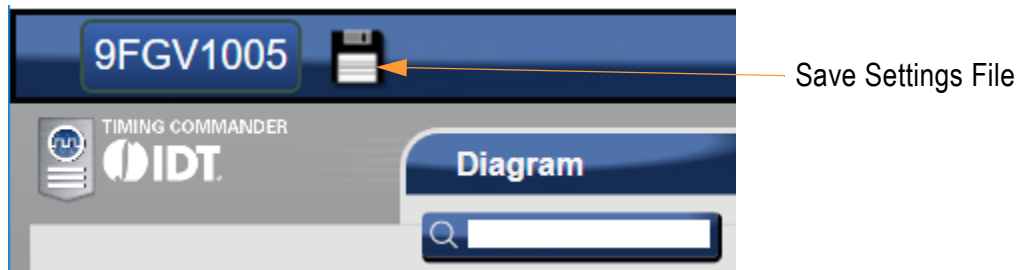 9FGV1005
Save Settings File
TIMING COMMANDER
IDT.
Diagram